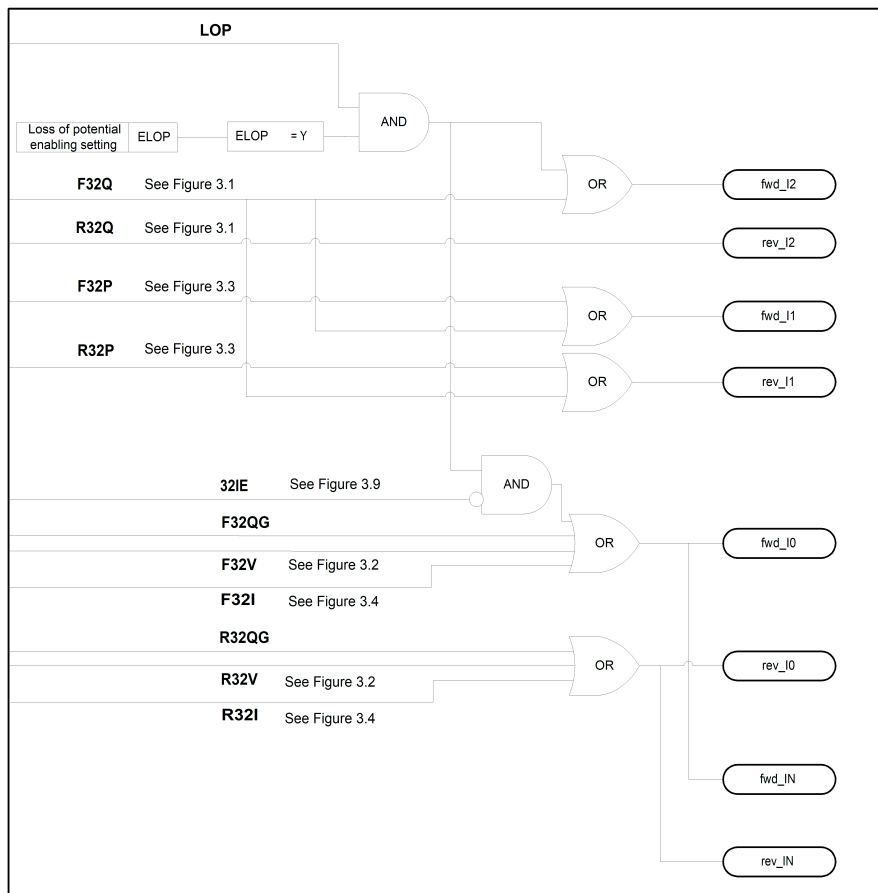 LOP
AND
Loss of potential
enabling setting
ELOP
ELOP = Y
F32Q See Figure 3.1
OR
fwd_I2
R32Q See Figure 3.1
rev_I2
F32P See Figure 3.3
OR
fwd_I1
R32P See Figure 3.3
OR
rev_I1
32IE See Figure 3.9
AND
F32QG
OR
fwd_I0
F32V See Figure 3.2
F32I See Figure 3.4
R32QG
OR
rev_I0
R32V See Figure 3.2
R32I See Figure 3.4
fwd_IN
rev_IN